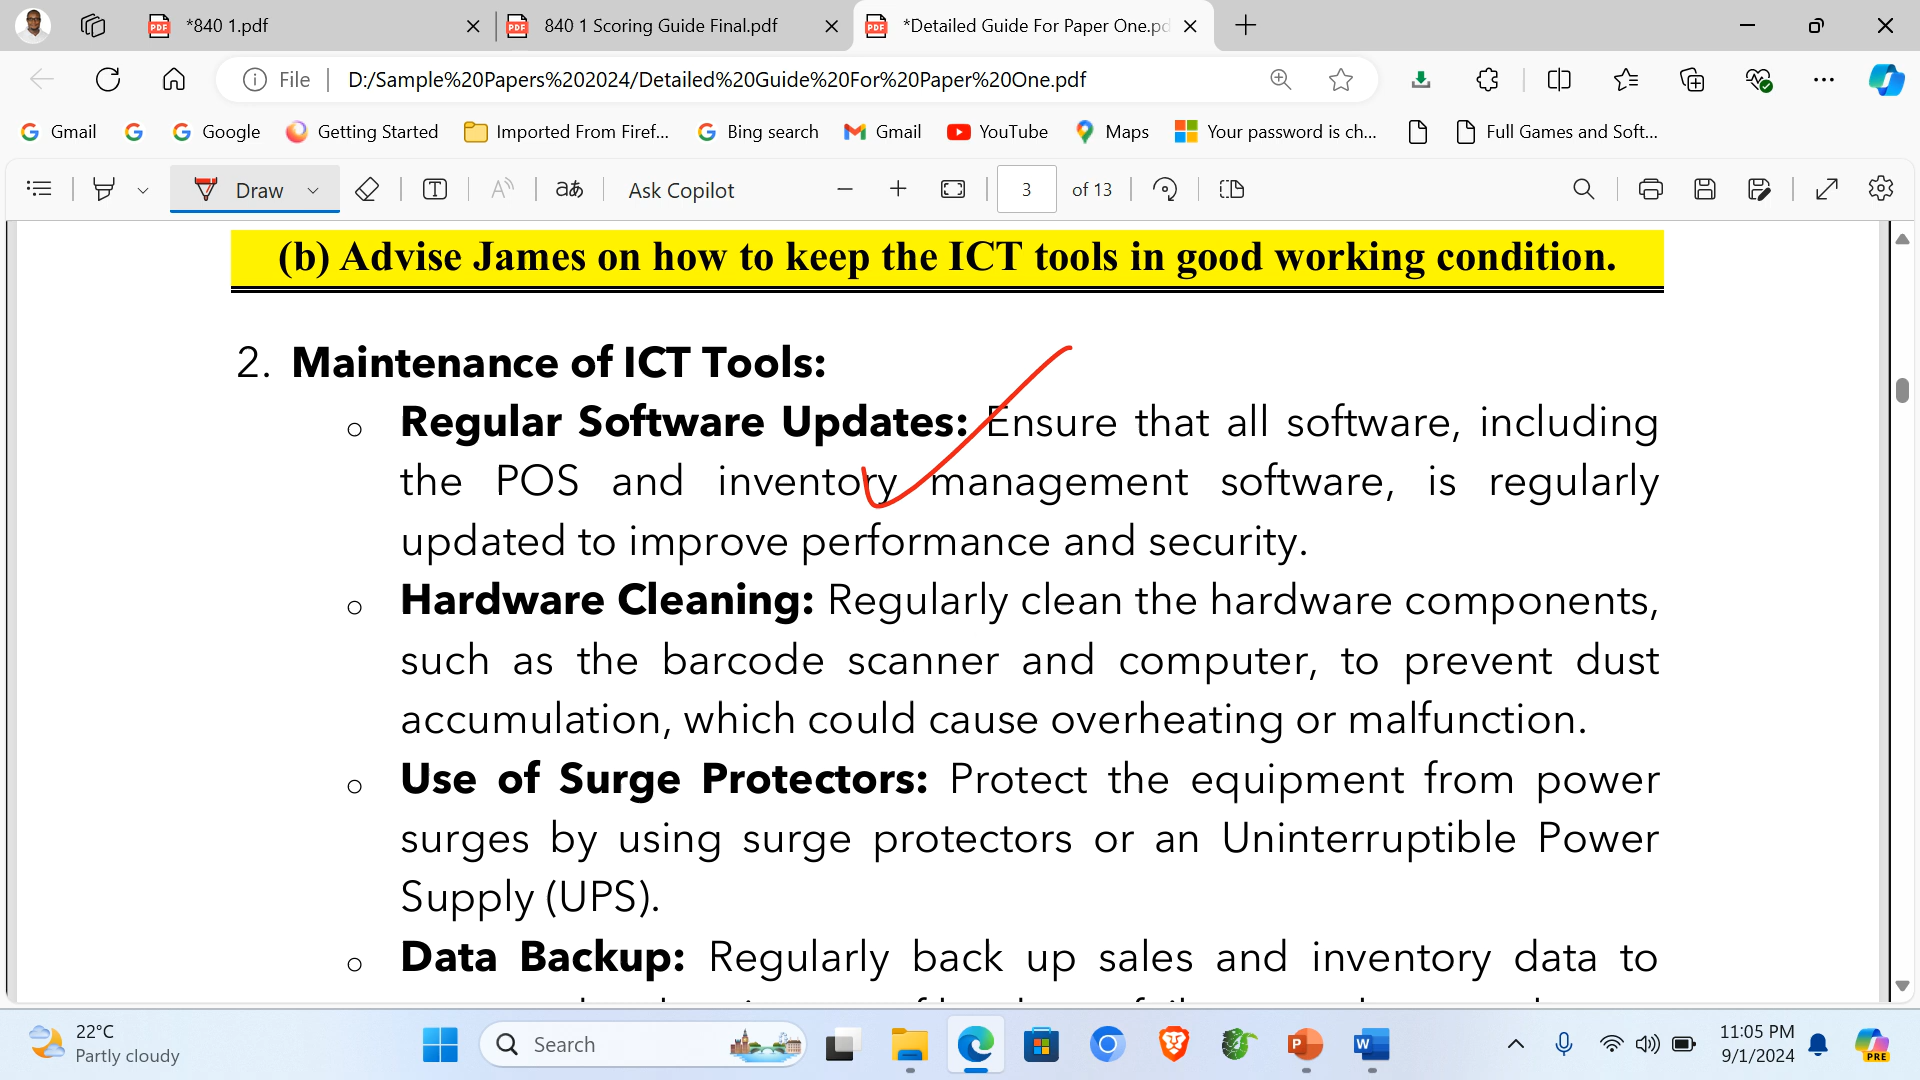 *840 1.pdf
840 1 Scoring Guide Final.pdf
*Detailed Guide For Paper One.pd
File
D:/Sample%20Papers%202024/Detailed%20Guide%20For%20Paper%20One.pdf
Gmail
Google
Getting Started
Imported From Firef...
Bing search
Gmail
YouTube
Maps
Your password is ch...
Full Games and Soft...
Draw
aあ
Ask Copilot
3 of 13
(b) Advise James on how to keep the ICT tools in good working condition.
2. Maintenance of ICT Tools:
o Regular Software Updates: Ensure that all software, including
the POS and inventory management software, is regularly
updated to improve performance and security.
o Hardware Cleaning: Regularly clean the hardware components,
such as the barcode scanner and computer, to prevent dust
accumulation, which could cause overheating or malfunction.
o Use of Surge Protectors: Protect the equipment from power
surges by using surge protectors or an Uninterruptible Power
Supply (UPS).
o Data Backup: Regularly back up sales and inventory data to
22°C
Partly cloudy
Search
11:05 PM
9/1/2024
PRE